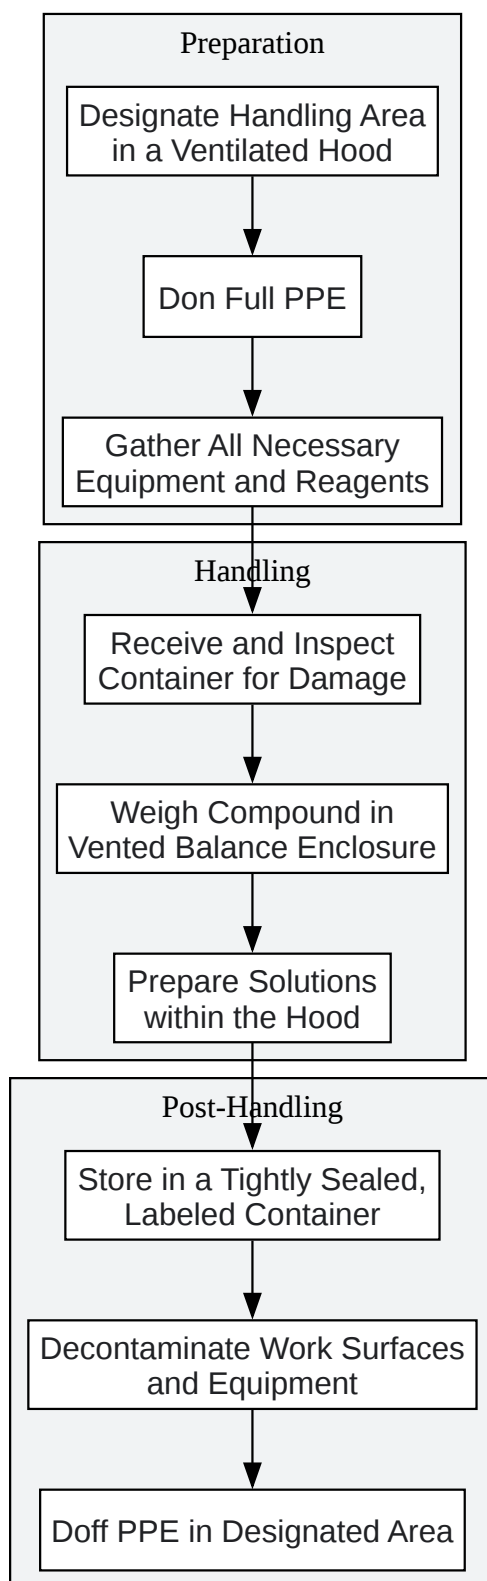 Preparation
Designate Handling Area
in a Ventilated Hood
Don Full PPE
Gather All Necessary
Equipment and Reagents
Handling
Receive and Inspect
Container for Damage
Weigh Compound in
Vented Balance Enclosure
Prepare Solutions
within the Hood
Post-Handling
Store in a Tightly Sealed,
Labeled Container
Decontaminate Work Surfaces
and Equipment
Doff PPE in Designated Area